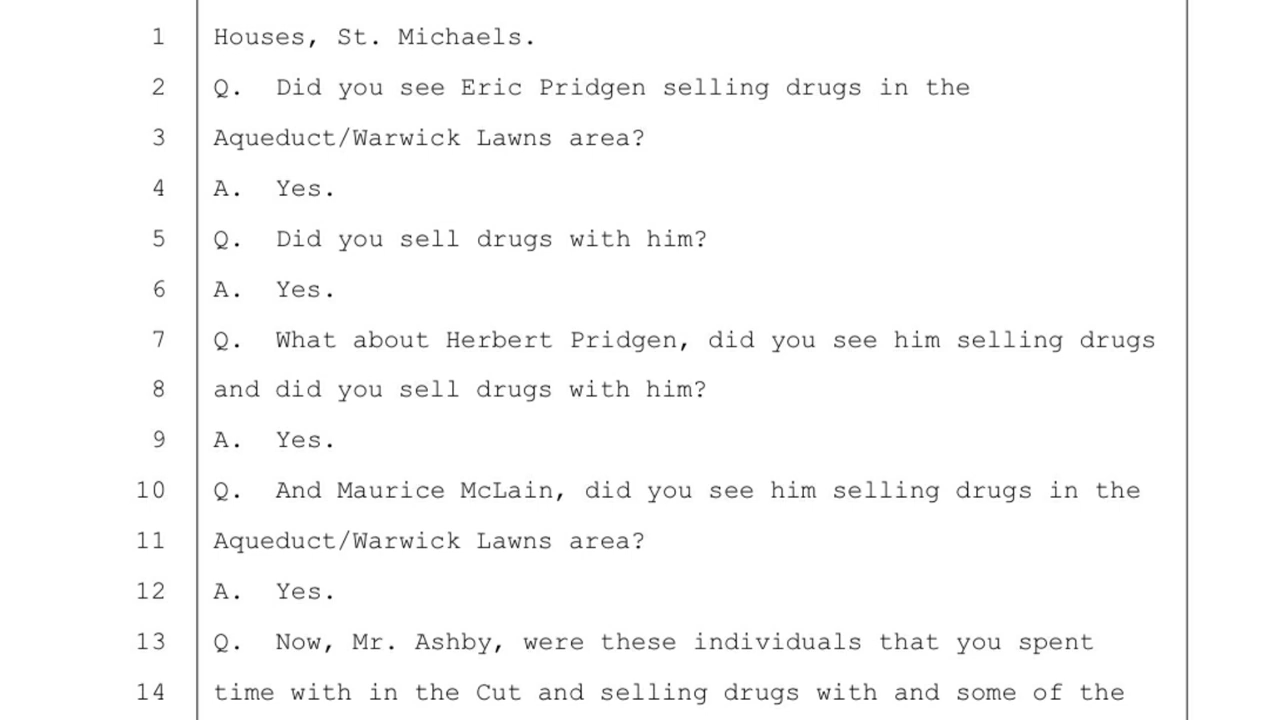 1 Houses, St. Michaels.
2 Q. Did you see Eric Pridgen selling drugs in the
3 Aqueduct/Warwick Lawns area?
4 A. Yes.
5 Q. Did you sell drugs with him?
6 A. Yes.
7 Q. What about Herbert Pridgen, did you see him selling drugs
8 and did you sell drugs with him?
9 A. Yes.
10 Q. And Maurice McLain, did you see him selling drugs in the
11 Aqueduct/Warwick Lawns area?
12 A. Yes.
13 Q. Now, Mr. Ashby, were these individuals that you spent
14 time with in the Cut and selling drugs with and some of the